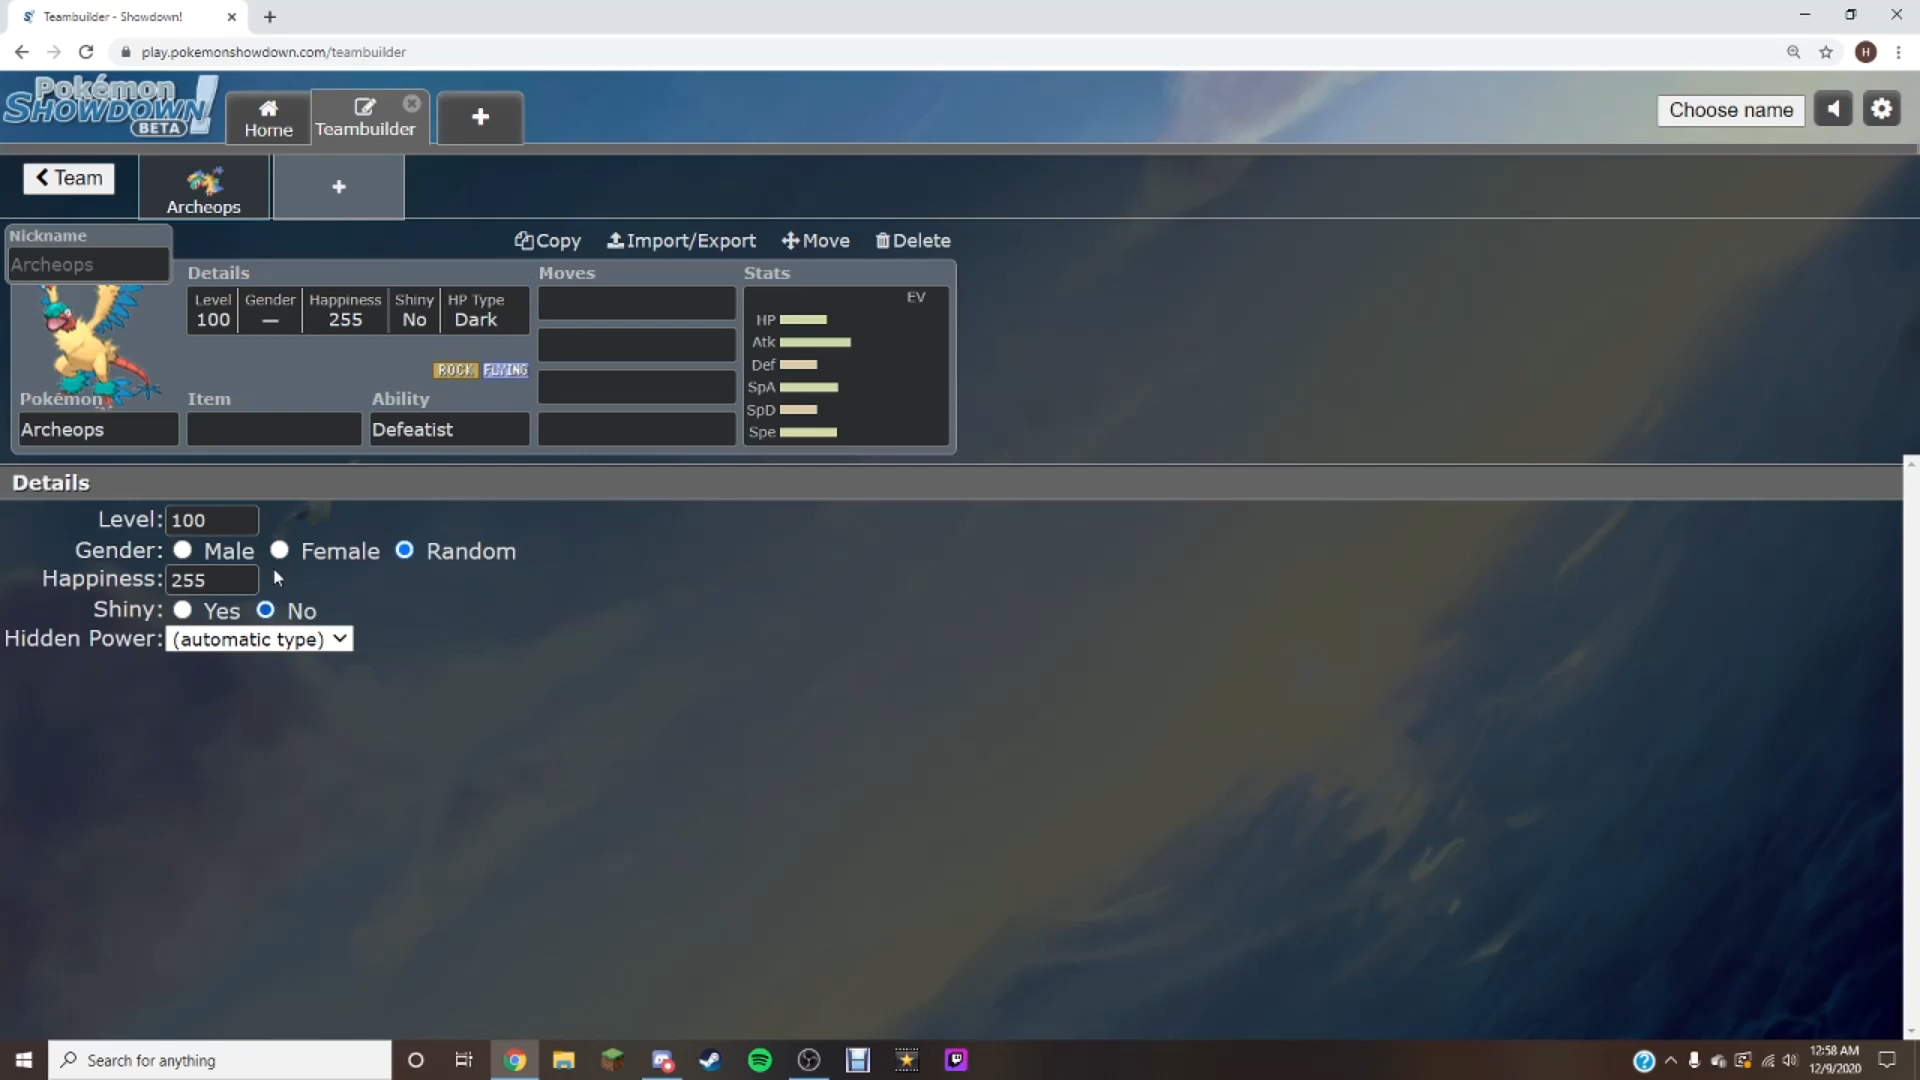 Teambuilder - Showdown!
play.pokemonshowdown.com/teambuilder
H
Pokémon
SHOWDOWN!
BETA
Home
Teambuilder
Choose name
Team
Archeops
Nickname
Archeops
Copy
Import/Export
Move
Delete
Details
Moves
Stats
Level
100
Gender
—
Happiness
255
Shiny
No
HP Type
Dark
EV
HP
Atk
Def
SpA
SpD
Spe
ROCK FLYING
Pokémon
Item
Ability
Archeops
Defeatist
Details
Level: 100
Gender: Male Female Random
Happiness: 255
Shiny: Yes No
Hidden Power: (automatic type)
Search for anything
12:58 AM
12/9/2020